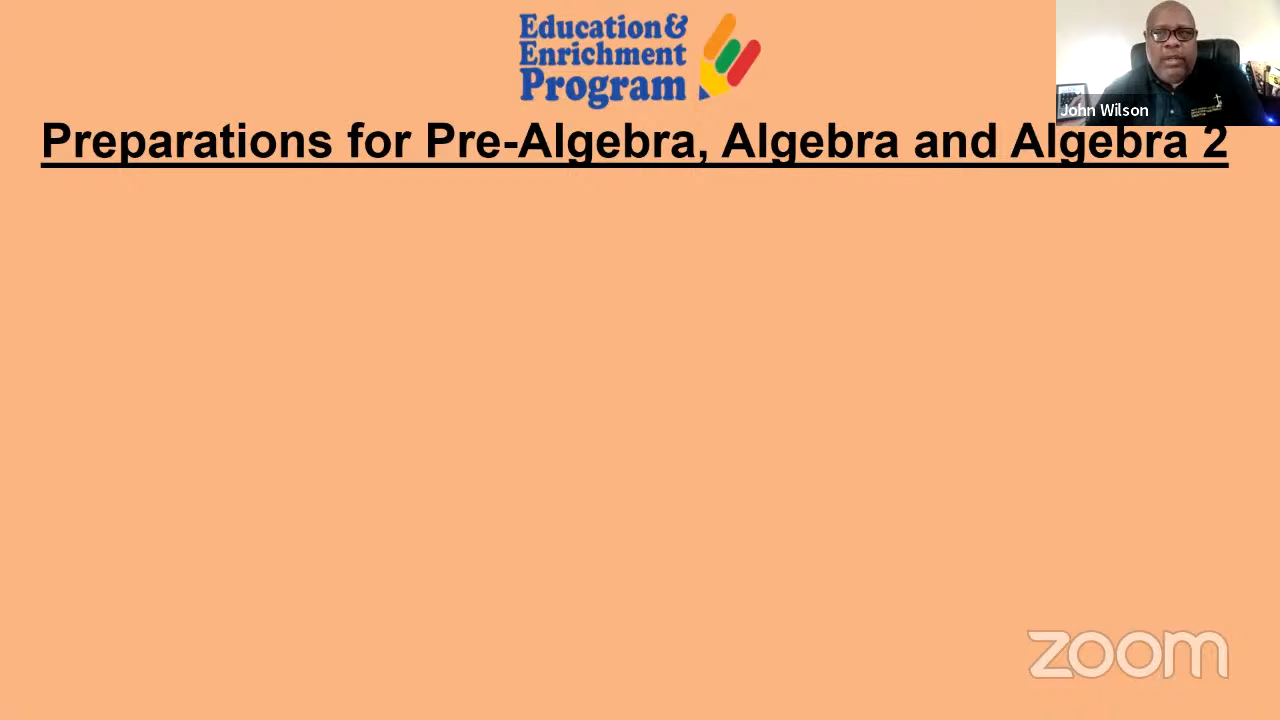 Education &
Enrichment
Program
John Wilson
Preparations for Pre-Algebra, Algebra and Algebra 2
zoom